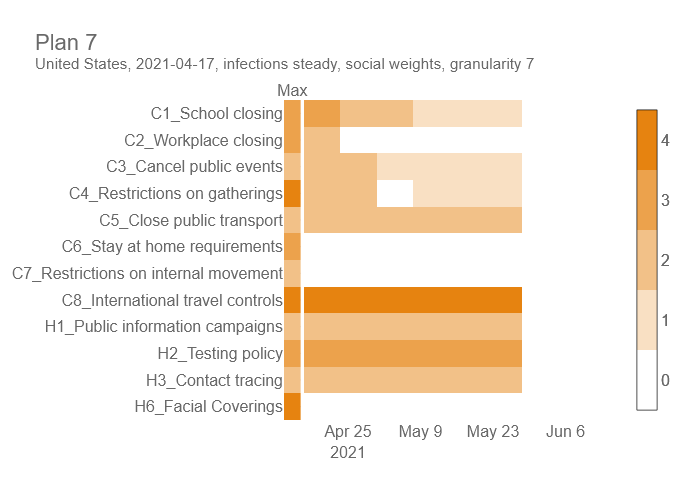 Plan 7
United States, 2021-04-17, infections steady, social weights, granularity 7
Max
C1_School closing
C2_Workplace closing
C3_Cancel public events
C4_Restrictions on gatherings
C5_Close public transport
C6_Stay at home requirements
C7_Restrictions on internal movement
C8_International travel controls
H1_Public information campaigns
H2_Testing policy
H3_Contact tracing
H6_Facial Coverings
Apr 25 May 9 May 23 Jun 6
2021
4
3
2
1
0